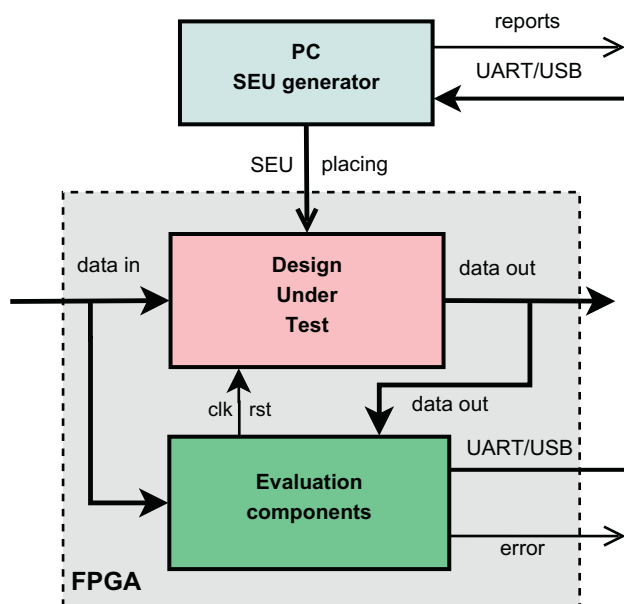 PC
SEU generator
reports
UART/USB
SEU placing
data in
Design
Under
Test
data out
clk rst
data out
UART/USB
Evaluation
components
error
FPGA